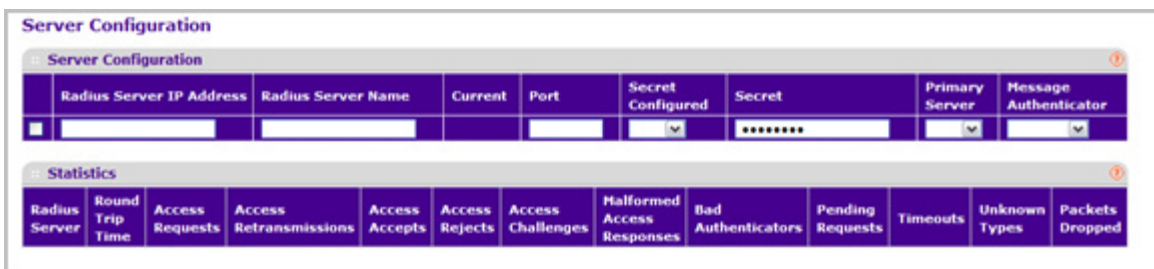 Server Configuration
Server Configuration
Radius Server IP Address Radius Server Name Current Port Secret Configured Secret Primary Server Message Authenticator
••••••••
Statistics
Radius Server Round Trip Time Access Requests Access Retransmissions Access Accepts Access Rejects Access Challenges Malformed Access Responses Bad Authenticators Pending Requests Timeouts Unknown Types Packets Dropped